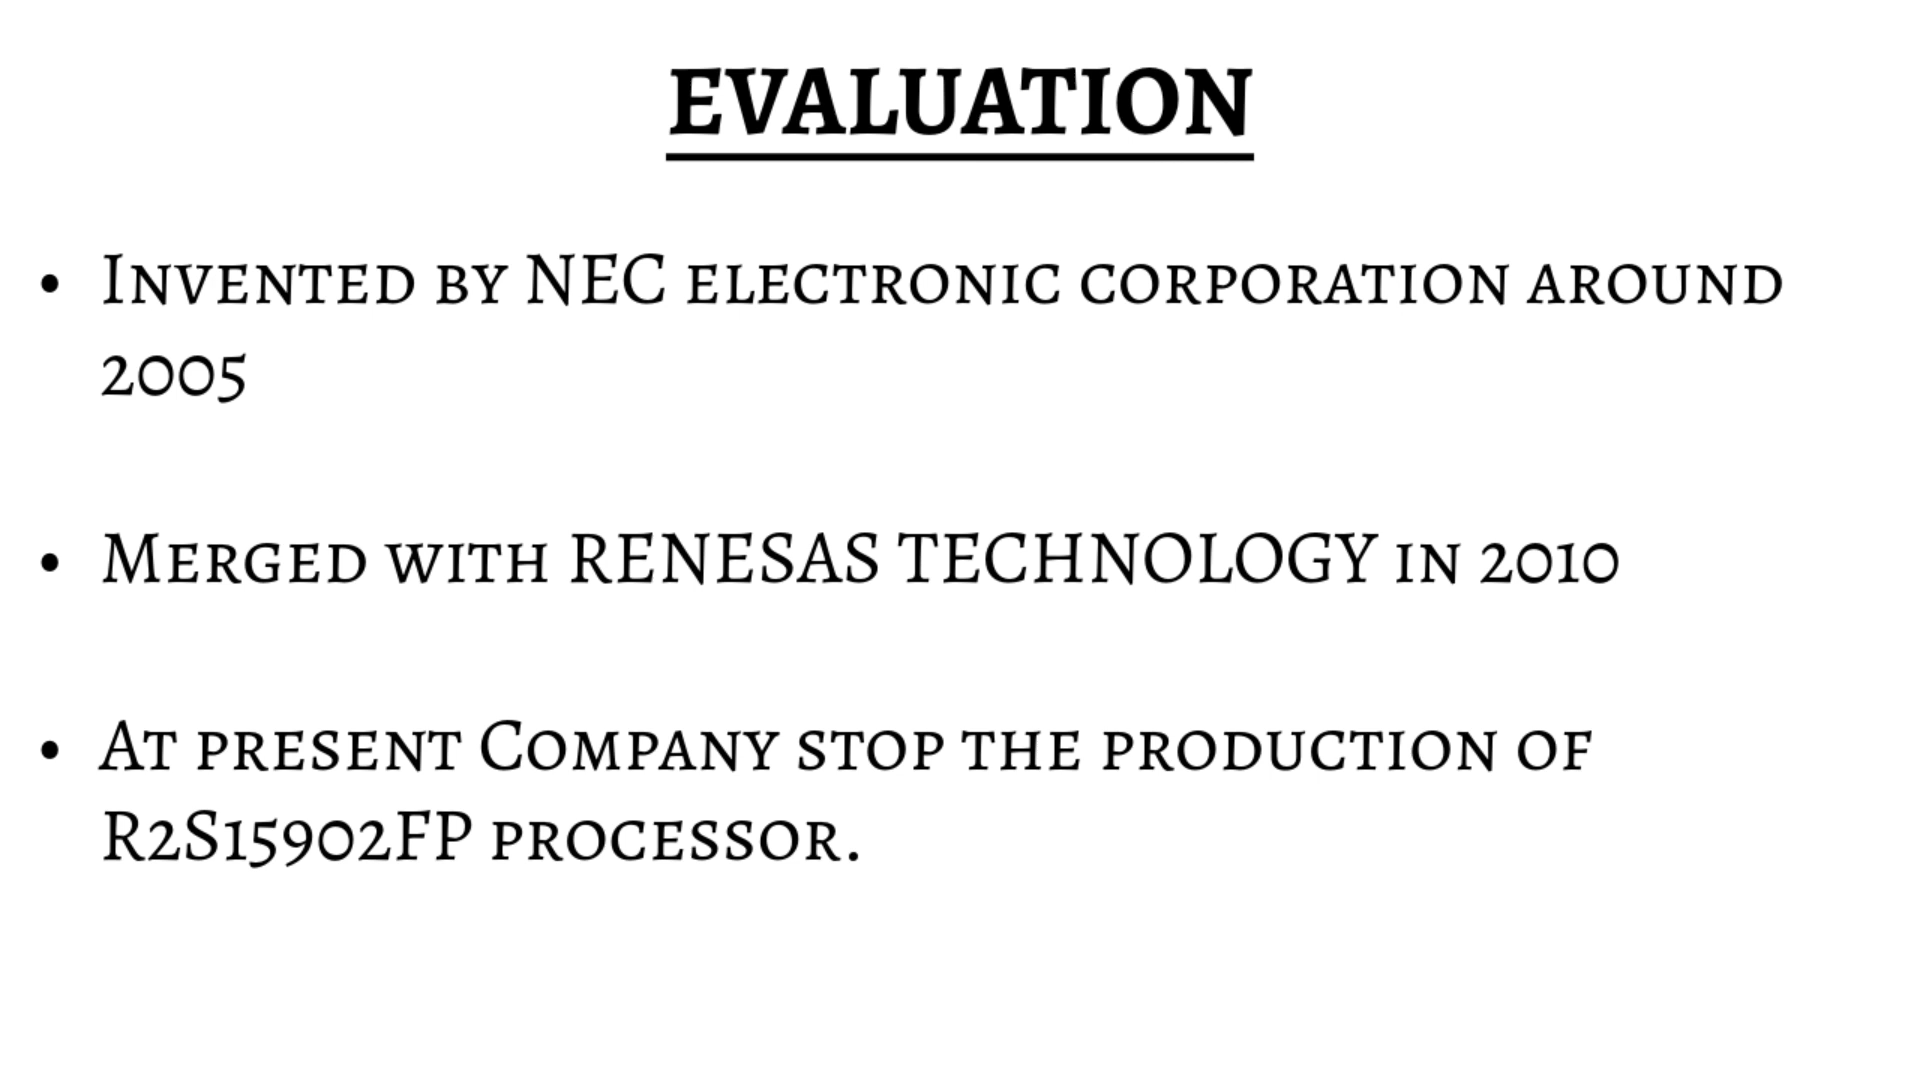 EVALUATION
• Invented by NEC electronic corporation around
2005
• Merged with RENESAS TECHNOLOGY in 2010
• At present Company stop the production of
R2S15902FP processor.